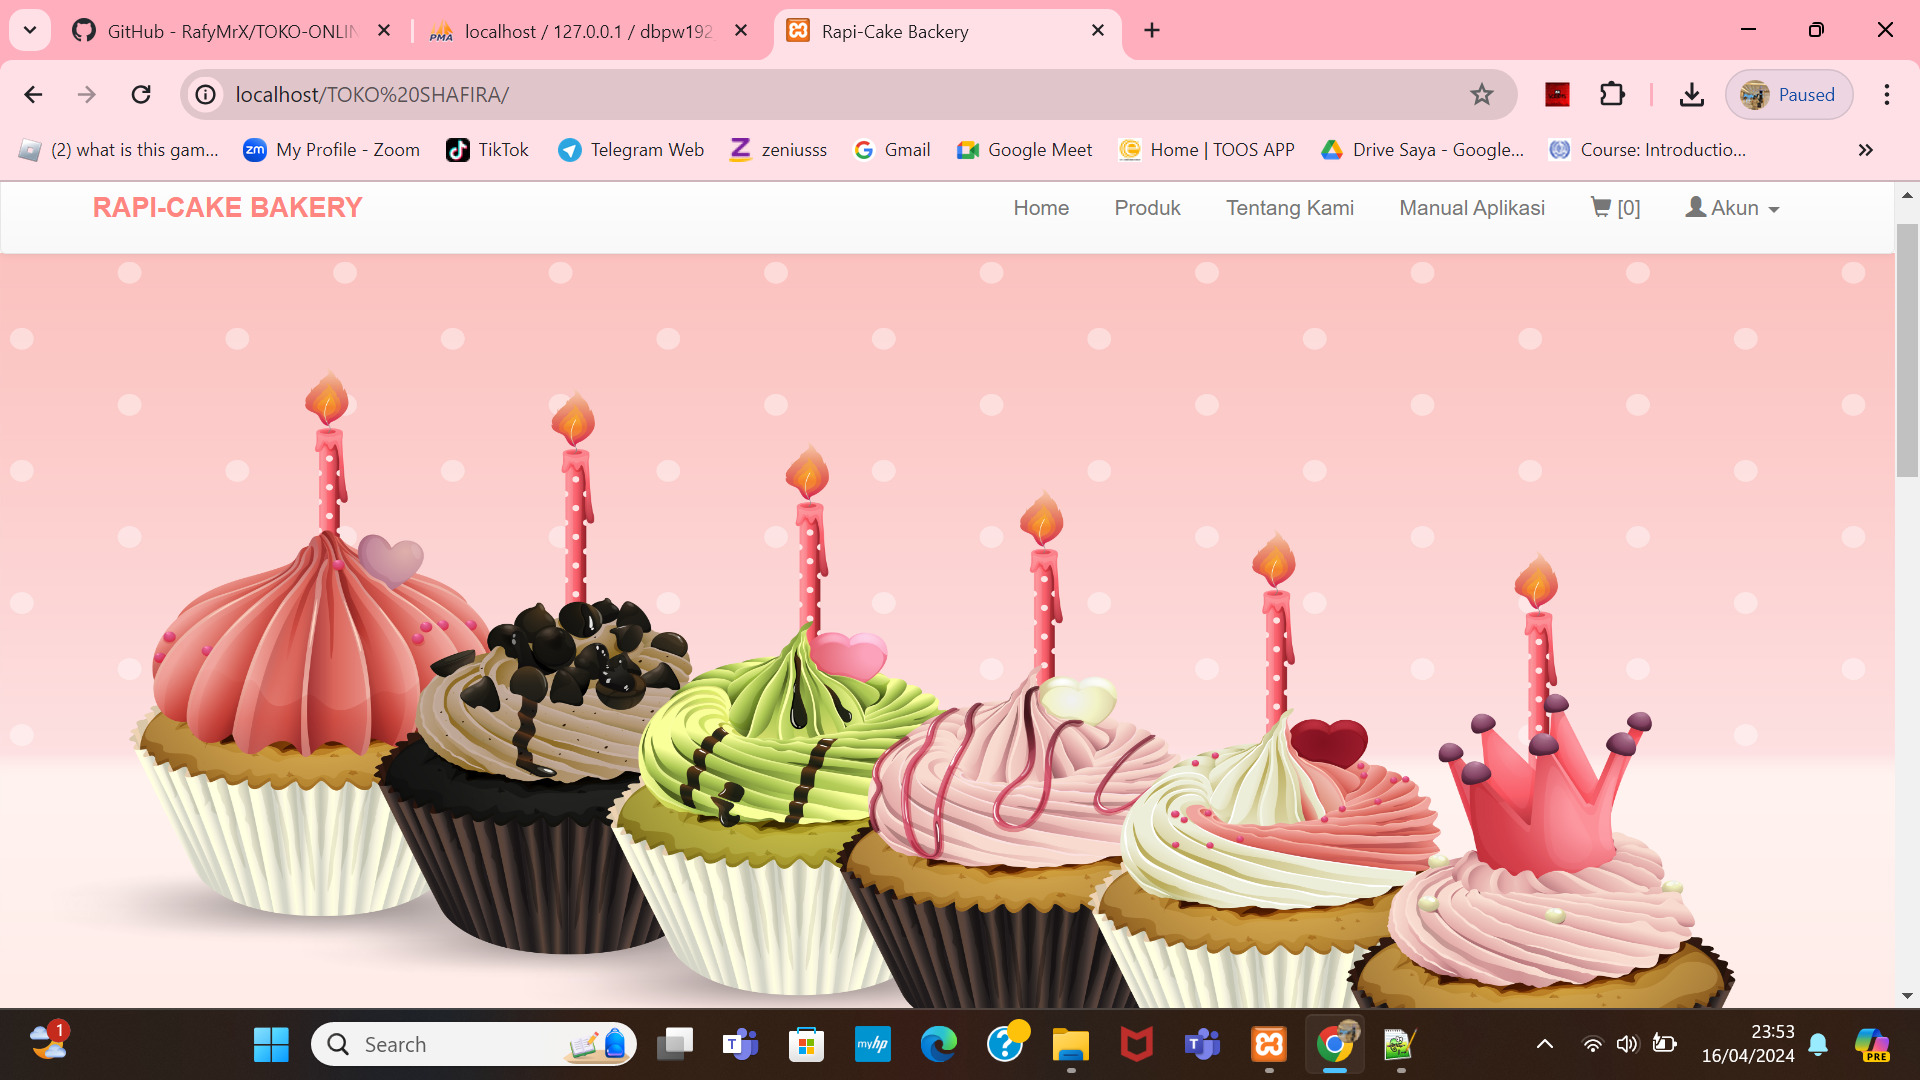 GitHub - RafyMrX/TOKO-ONLIN
localhost / 127.0.0.1 / dbpw192
Rapi-Cake Backery
localhost/TOKO%20SHAFIRA/
Paused
(2) what is this gam...
zm
My Profile - Zoom
TikTok
Telegram Web
zeniusss
Gmail
Google Meet
Home | TOOS APP
Drive Saya - Google...
Course: Introductio...
RAPI-CAKE BAKERY
Home
Produk
Tentang Kami
Manual Aplikasi
[0]
Akun
1
Search
myhp
23:53
16/04/2024
PRE